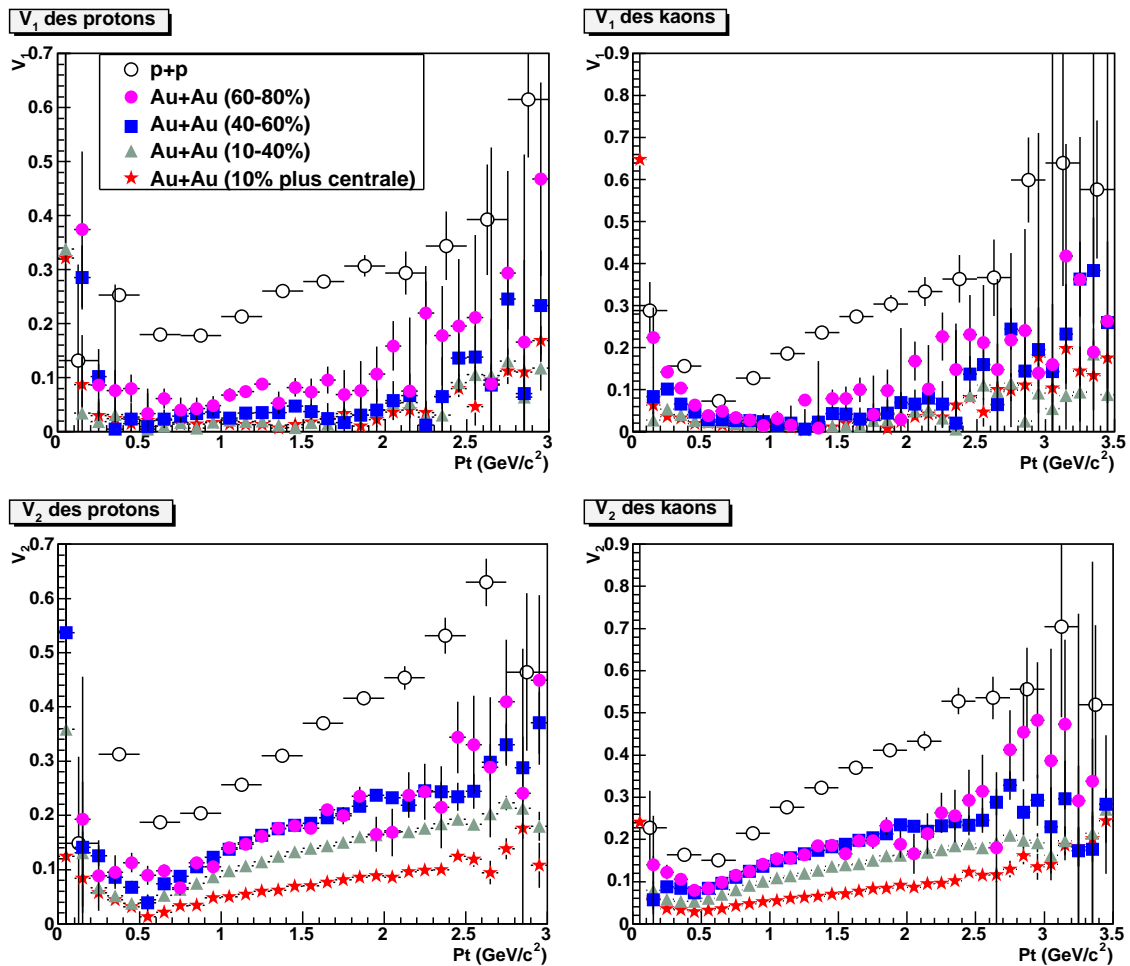 V1 des protons
V1
0.7
0.6
0.5
0.4
0.3
0.2
0.1
0
p+p
Au+Au (60-80%)
Au+Au (40-60%)
Au+Au (10-40%)
Au+Au (10% plus centrale)
0 0.5 1 1.5 2 2.5 3
Pt (GeV/c2)
V1 des kaons
V1
0.9
0.8
0.7
0.6
0.5
0.4
0.3
0.2
0.1
0
0 0.5 1 1.5 2 2.5 3 3.5
Pt (GeV/c2)
V2 des protons
V2
0.7
0.6
0.5
0.4
0.3
0.2
0.1
0
0 0.5 1 1.5 2 2.5 3
Pt (GeV/c2)
V2 des kaons
V2
0.9
0.8
0.7
0.6
0.5
0.4
0.3
0.2
0.1
0
0 0.5 1 1.5 2 2.5 3 3.5
Pt (GeV/c2)